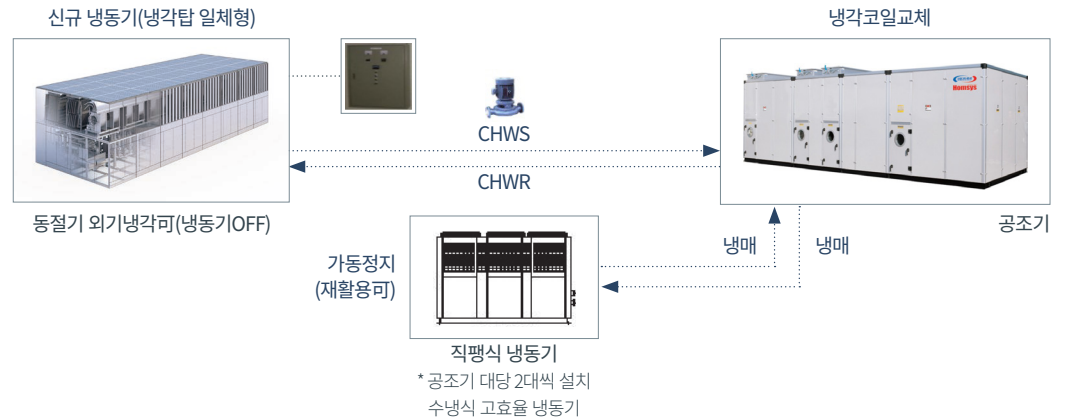 신규 냉동기(냉각탑 일체형)
냉각코일교체
Homsys
CHWS
CHWR
동절기 외기냉각可(냉동기OFF)
공조기
가동정지
(재활용可)
냉매
냉매
직팽식 냉동기
* 공조기 대당 2대씩 설치
수냉식 고효율 냉동기